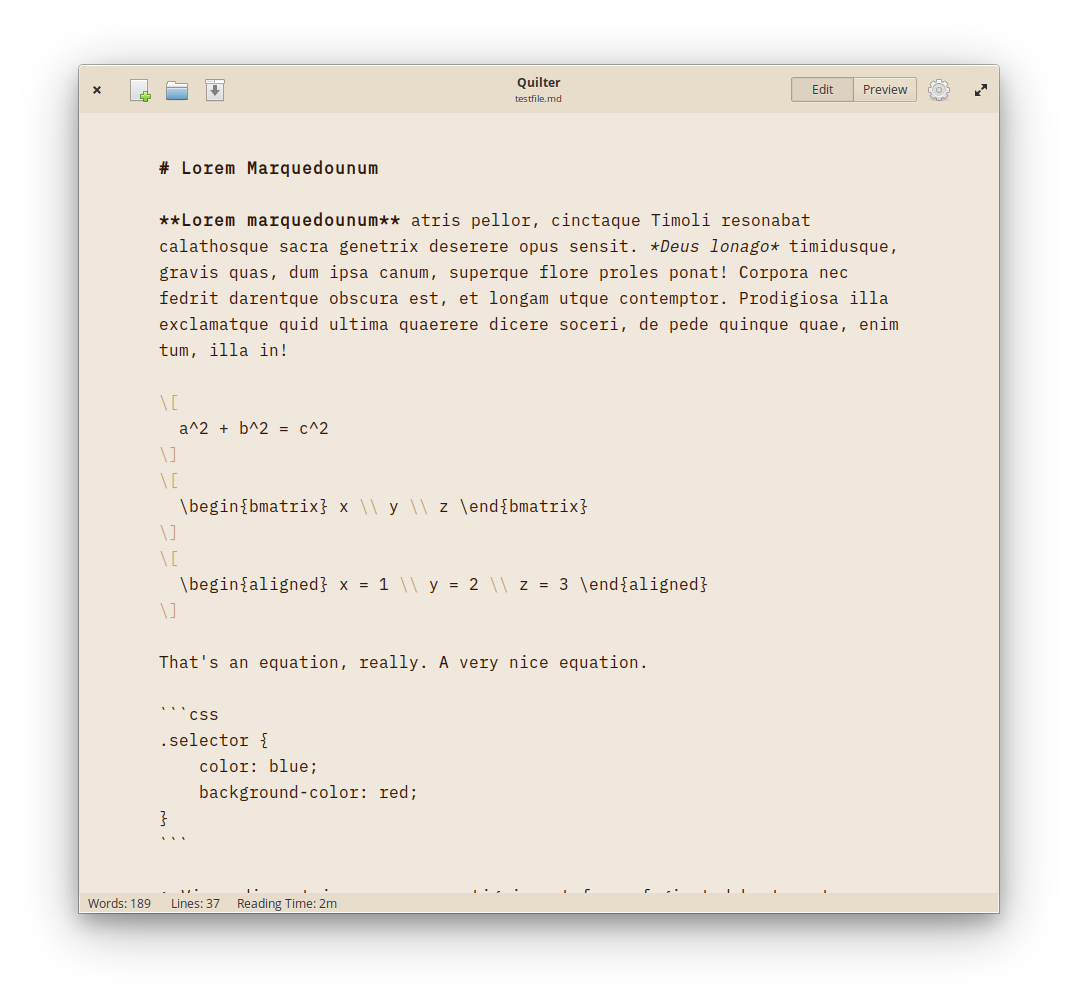 Quilter
testfile.md
Edit Preview
# Lorem Marquedounum
**Lorem marquedounum** atris pellor, cinctaque Timoli resonabat
calathosque sacra genetrix deserere opus sensit. *Deus lonago* timidusque,
gravis quas, dum ipsa canum, superque flore proles ponat! Corpora nec
fedrit darentque obscura est, et longam utque contemptor. Prodigiosa illa
exclamatque quid ultima quaerere dicere soceri, de pede quinque quae, enim
tum, illa in!
\[
a^2 + b^2 = c^2
\]
\[
\begin{bmatrix} x \\ y \\ z \end{bmatrix}
\]
\[
\begin{aligned} x = 1 \\ y = 2 \\ z = 3 \end{aligned}
\]
That's an equation, really. A very nice equation.
```css
.selector {
color: blue;
background-color: red;
}
```
Words: 189 Lines: 37 Reading Time: 2m